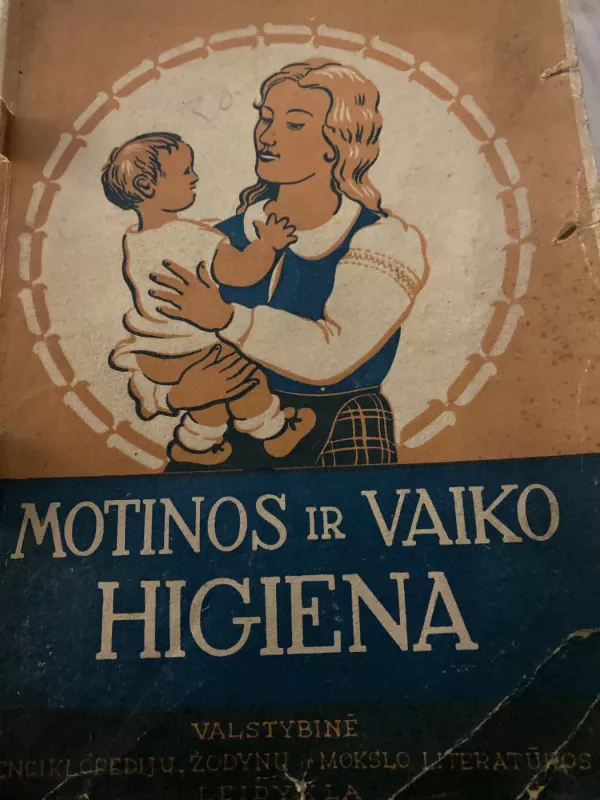 MOTINOS IR VAIKO
HIGIENA
VALSTYBINĖ
ENCIKLOPEDIJŲ, ŽODYNŲ ir MOKSLO LITERATŪROS
LEIDYKLA